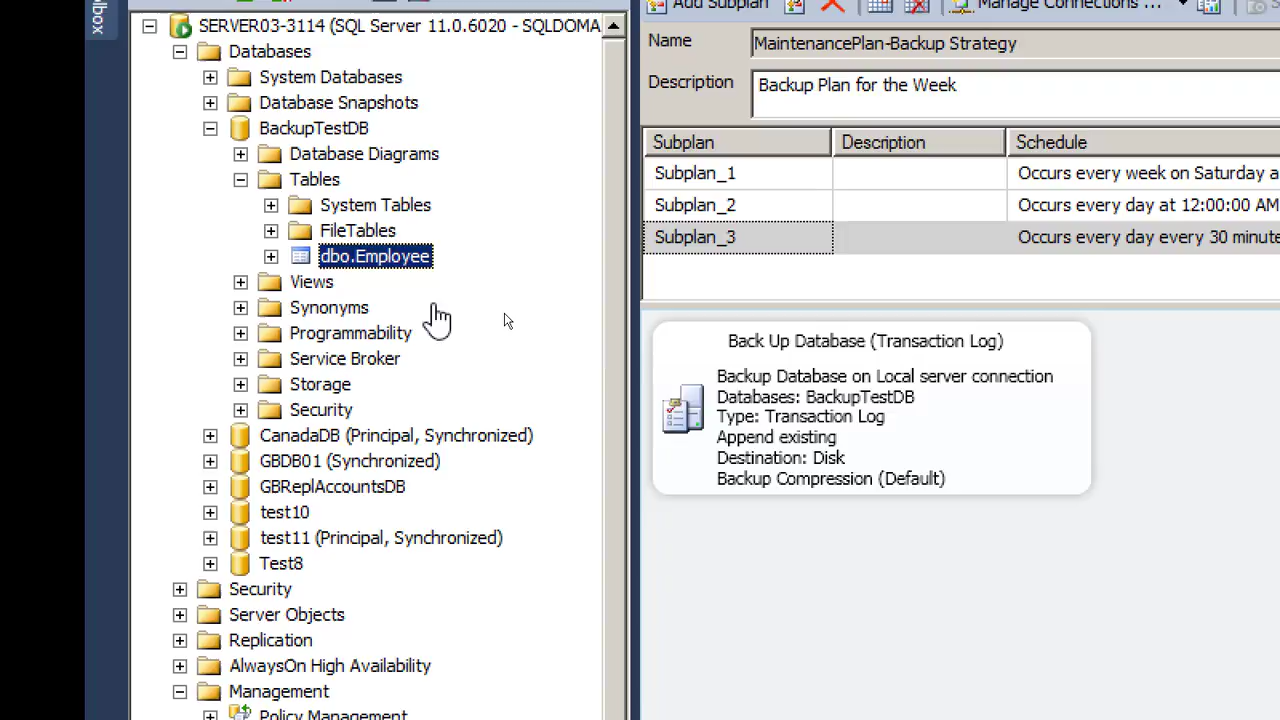 lbox
SERVER03-3114 (SQL Server 11.0.6020 - SQLDOMA
Databases
System Databases
Database Snapshots
BackupTestDB
Database Diagrams
Tables
System Tables
FileTables
dbo.Employee
Views
Synonyms
Programmability
Service Broker
Storage
Security
CanadaDB (Principal, Synchronized)
GBDB01 (Synchronized)
GBReplAccountsDB
test10
test11 (Principal, Synchronized)
Test8
Security
Server Objects
Replication
AlwaysOn High Availability
Management
Policy Management
Add Subplan Manage Connections ...
Name MaintenancePlan-Backup Strategy
Description Backup Plan for the Week
Subplan Description Schedule
Subplan_1 Occurs every week on Saturday a
Subplan_2 Occurs every day at 12:00:00 AM
Subplan_3 Occurs every day every 30 minute
Back Up Database (Transaction Log)
Backup Database on Local server connection
Databases: BackupTestDB
Type: Transaction Log
Append existing
Destination: Disk
Backup Compression (Default)